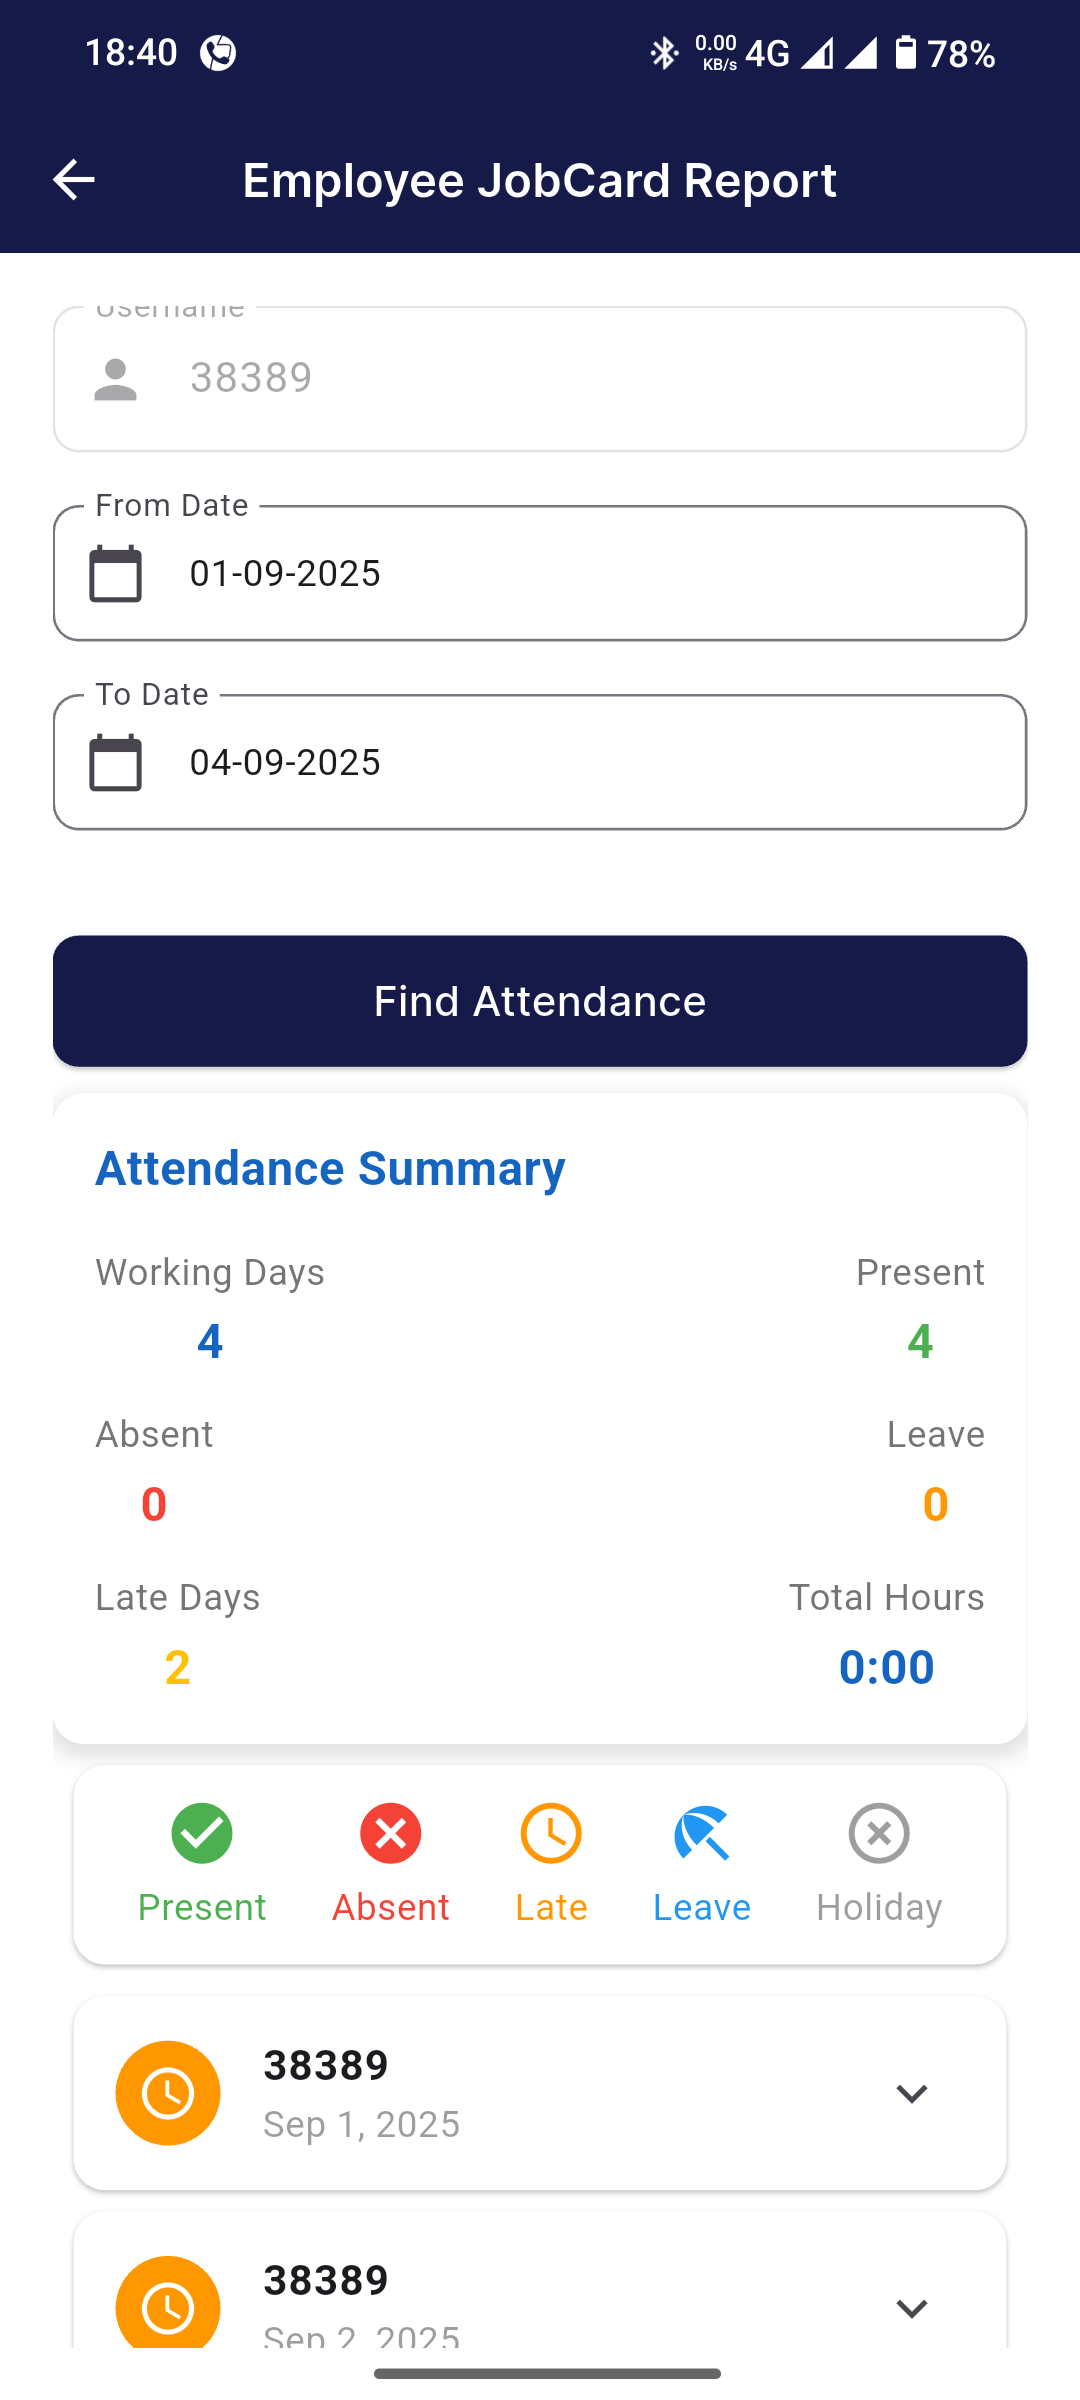 18:40 0.00 KB/s 4G 78%
Employee JobCard Report
Username
38389
From Date
01-09-2025
To Date
04-09-2025
Find Attendance
Attendance Summary
Working Days Present
4 4
Absent Leave
0 0
Late Days Total Hours
2 0:00
Present Absent Late Leave Holiday
38389
Sep 1, 2025
38389
Sep 2, 2025